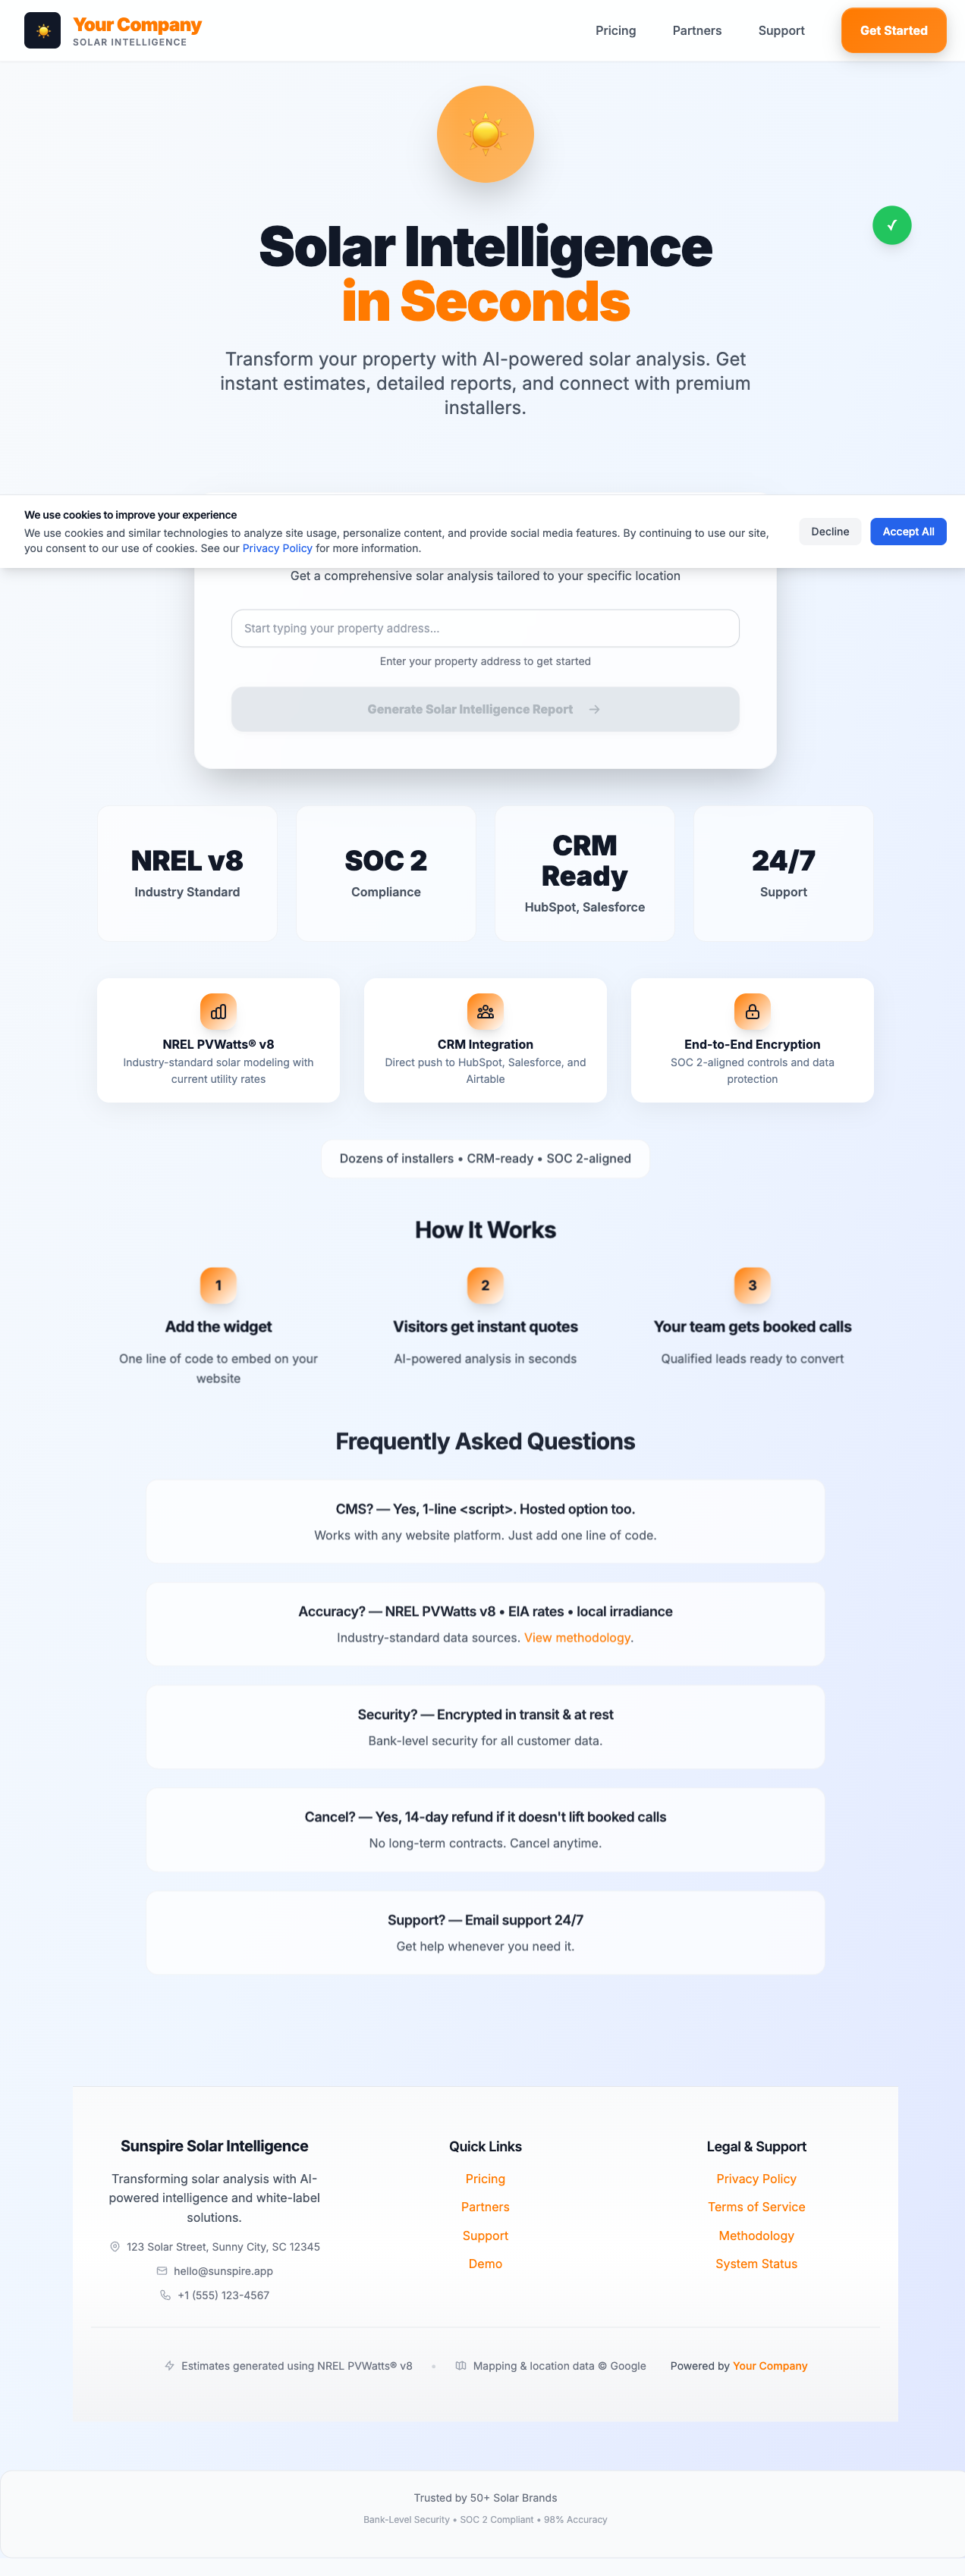 Your Company
SOLAR INTELLIGENCE
Pricing
Partners
Support
Get Started
Solar Intelligence
in Seconds
Transform your property with AI-powered solar analysis. Get
instant estimates, detailed reports, and connect with premium
installers.
We use cookies to improve your experience
We use cookies and similar technologies to analyze site usage, personalize content, and provide social media features. By continuing to use our site,
you consent to our use of cookies. See our Privacy Policy for more information.
Decline
Accept All
Get a comprehensive solar analysis tailored to your specific location
Start typing your property address...
Enter your property address to get started
Generate Solar Intelligence Report →
NREL v8
Industry Standard
SOC 2
Compliance
CRM
Ready
HubSpot, Salesforce
24/7
Support
NREL PVWatts® v8
Industry-standard solar modeling with
current utility rates
CRM Integration
Direct push to HubSpot, Salesforce, and
Airtable
End-to-End Encryption
SOC 2-aligned controls and data
protection
Dozens of installers • CRM-ready • SOC 2-aligned
How It Works
1
Add the widget
One line of code to embed on your
website
2
Visitors get instant quotes
AI-powered analysis in seconds
3
Your team gets booked calls
Qualified leads ready to convert
Frequently Asked Questions
CMS? — Yes, 1-line <script>. Hosted option too.
Works with any website platform. Just add one line of code.
Accuracy? — NREL PVWatts v8 • EIA rates • local irradiance
Industry-standard data sources. View methodology.
Security? — Encrypted in transit & at rest
Bank-level security for all customer data.
Cancel? — Yes, 14-day refund if it doesn't lift booked calls
No long-term contracts. Cancel anytime.
Support? — Email support 24/7
Get help whenever you need it.
Sunspire Solar Intelligence
Transforming solar analysis with AI-
powered intelligence and white-label
solutions.
123 Solar Street, Sunny City, SC 12345
hello@sunspire.app
+1 (555) 123-4567
Quick Links
Pricing
Partners
Support
Demo
Legal & Support
Privacy Policy
Terms of Service
Methodology
System Status
Estimates generated using NREL PVWatts® v8
Mapping & location data © Google
Powered by Your Company
Trusted by 50+ Solar Brands
Bank-Level Security • SOC 2 Compliant • 98% Accuracy